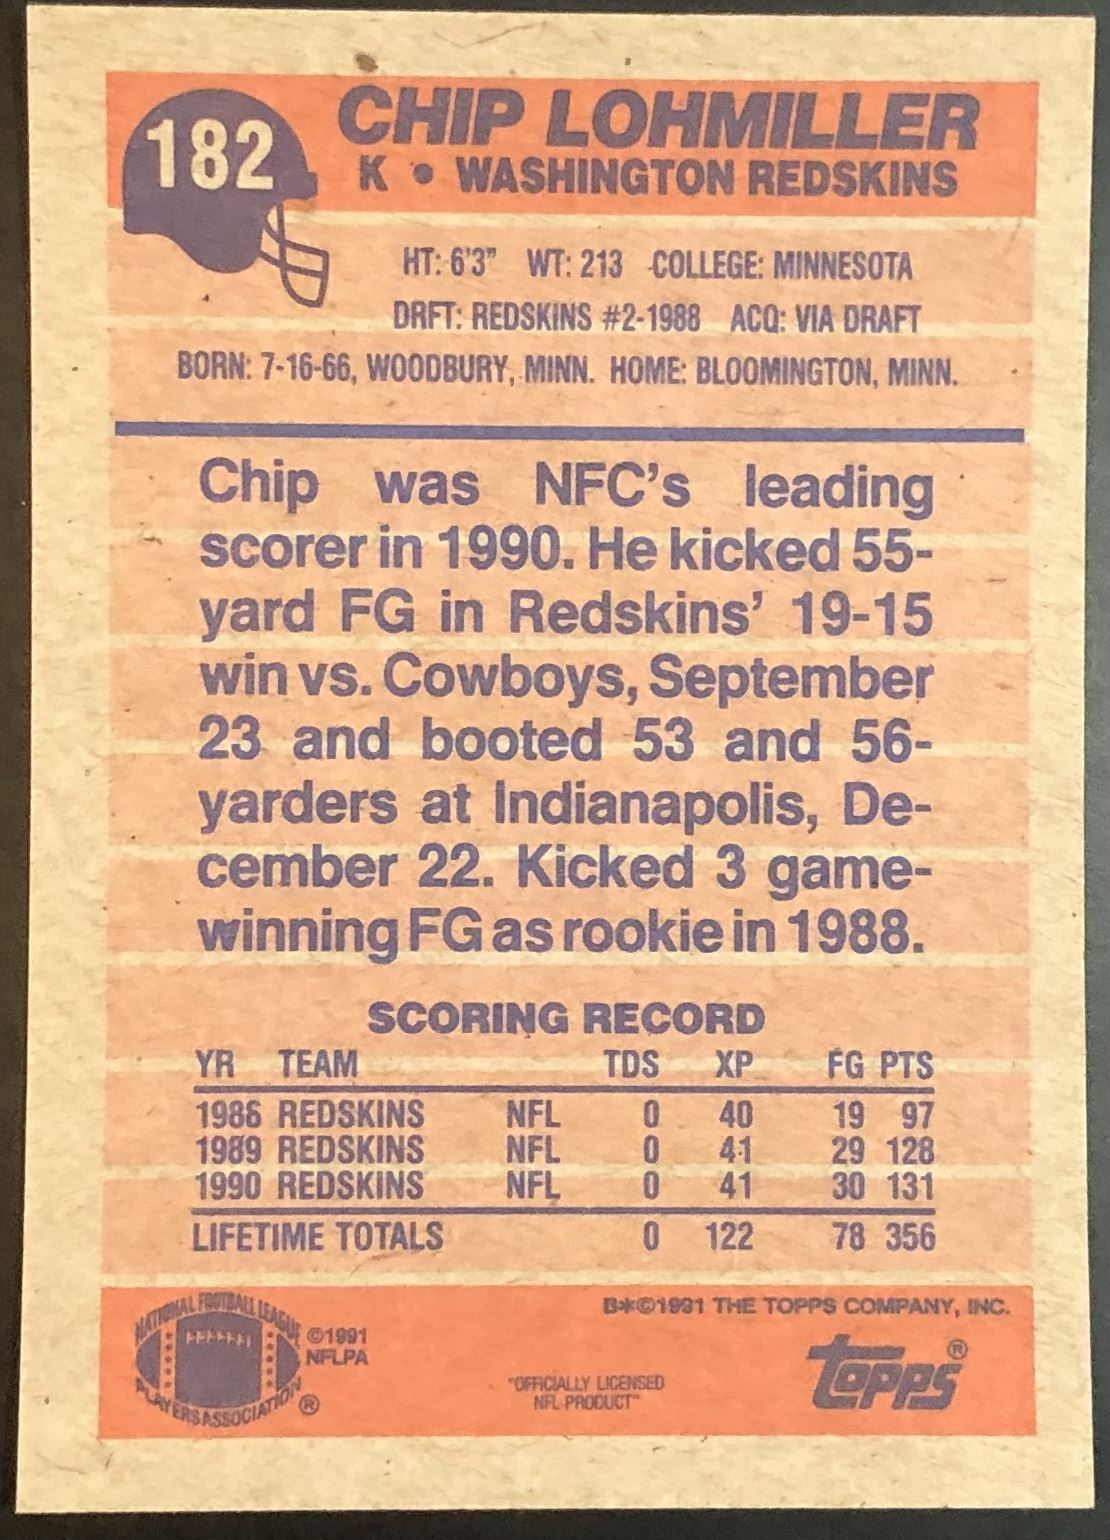 182
CHIP LOHMILLER
K • WASHINGTON REDSKINS
HT: 6'3" WT: 213 COLLEGE: MINNESOTA
DRFT: REDSKINS #2-1988 ACQ: VIA DRAFT
BORN: 7-16-66, WOODBURY, MINN. HOME: BLOOMINGTON, MINN.
Chip was NFC's leading
scorer in 1990. He kicked 55-
yard FG in Redskins' 19-15
win vs. Cowboys, September
23 and booted 53 and 56-
yarders at Indianapolis, De-
cember 22. Kicked 3 game-
winning FG as rookie in 1988.
SCORING RECORD
YR TEAM TDS XP FG PTS
1986 REDSKINS NFL 0 40 19 97
1989 REDSKINS NFL 0 41 29 128
1990 REDSKINS NFL 0 41 30 131
LIFETIME TOTALS 0 122 78 356
B*©1991 THE TOPPS COMPANY, INC.
NATIONAL FOOTBALL LEAGUE
PLAYERS ASSOCIATION ®
©1991
NFLPA
"OFFICIALLY LICENSED
NFL PRODUCT"
topps®